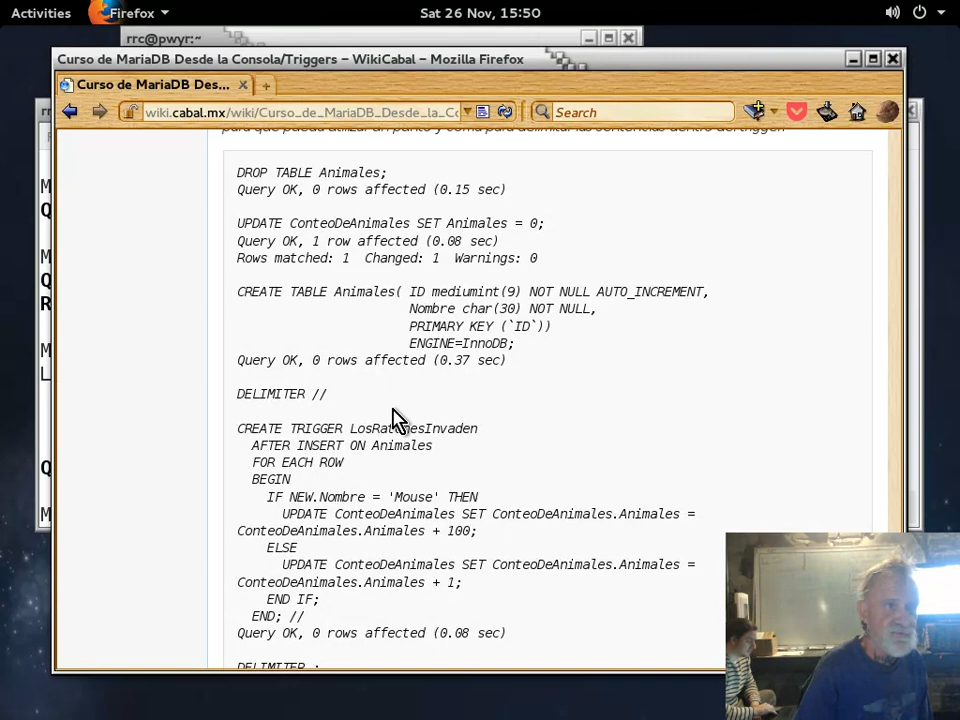 Activities Firefox Sat 26 Nov, 15:50
rrc@pwyr:~
Curso de MariaDB Desde la Consola/Triggers – WikiCabal – Mozilla Firefox
Curso de MariaDB Des...
wiki.cabal.mx/wiki/Curso_de_MariaDB_Desde_la_Co
Search
DROP TABLE Animales;
Query OK, 0 rows affected (0.15 sec)
UPDATE ConteoDeAnimales SET Animales = 0;
Query OK, 1 row affected (0.08 sec)
Rows matched: 1 Changed: 1 Warnings: 0
CREATE TABLE Animales( ID mediumint(9) NOT NULL AUTO_INCREMENT,
Nombre char(30) NOT NULL,
PRIMARY KEY (`ID`))
ENGINE=InnoDB;
Query OK, 0 rows affected (0.37 sec)
DELIMITER //
CREATE TRIGGER LosRatonesInvaden
AFTER INSERT ON Animales
FOR EACH ROW
BEGIN
IF NEW.Nombre = 'Mouse' THEN
UPDATE ConteoDeAnimales SET ConteoDeAnimales.Animales =
ConteoDeAnimales.Animales + 100;
ELSE
UPDATE ConteoDeAnimales SET ConteoDeAnimales.Animales =
ConteoDeAnimales.Animales + 1;
END IF;
END; //
Query OK, 0 rows affected (0.08 sec)
DELIMITER ;